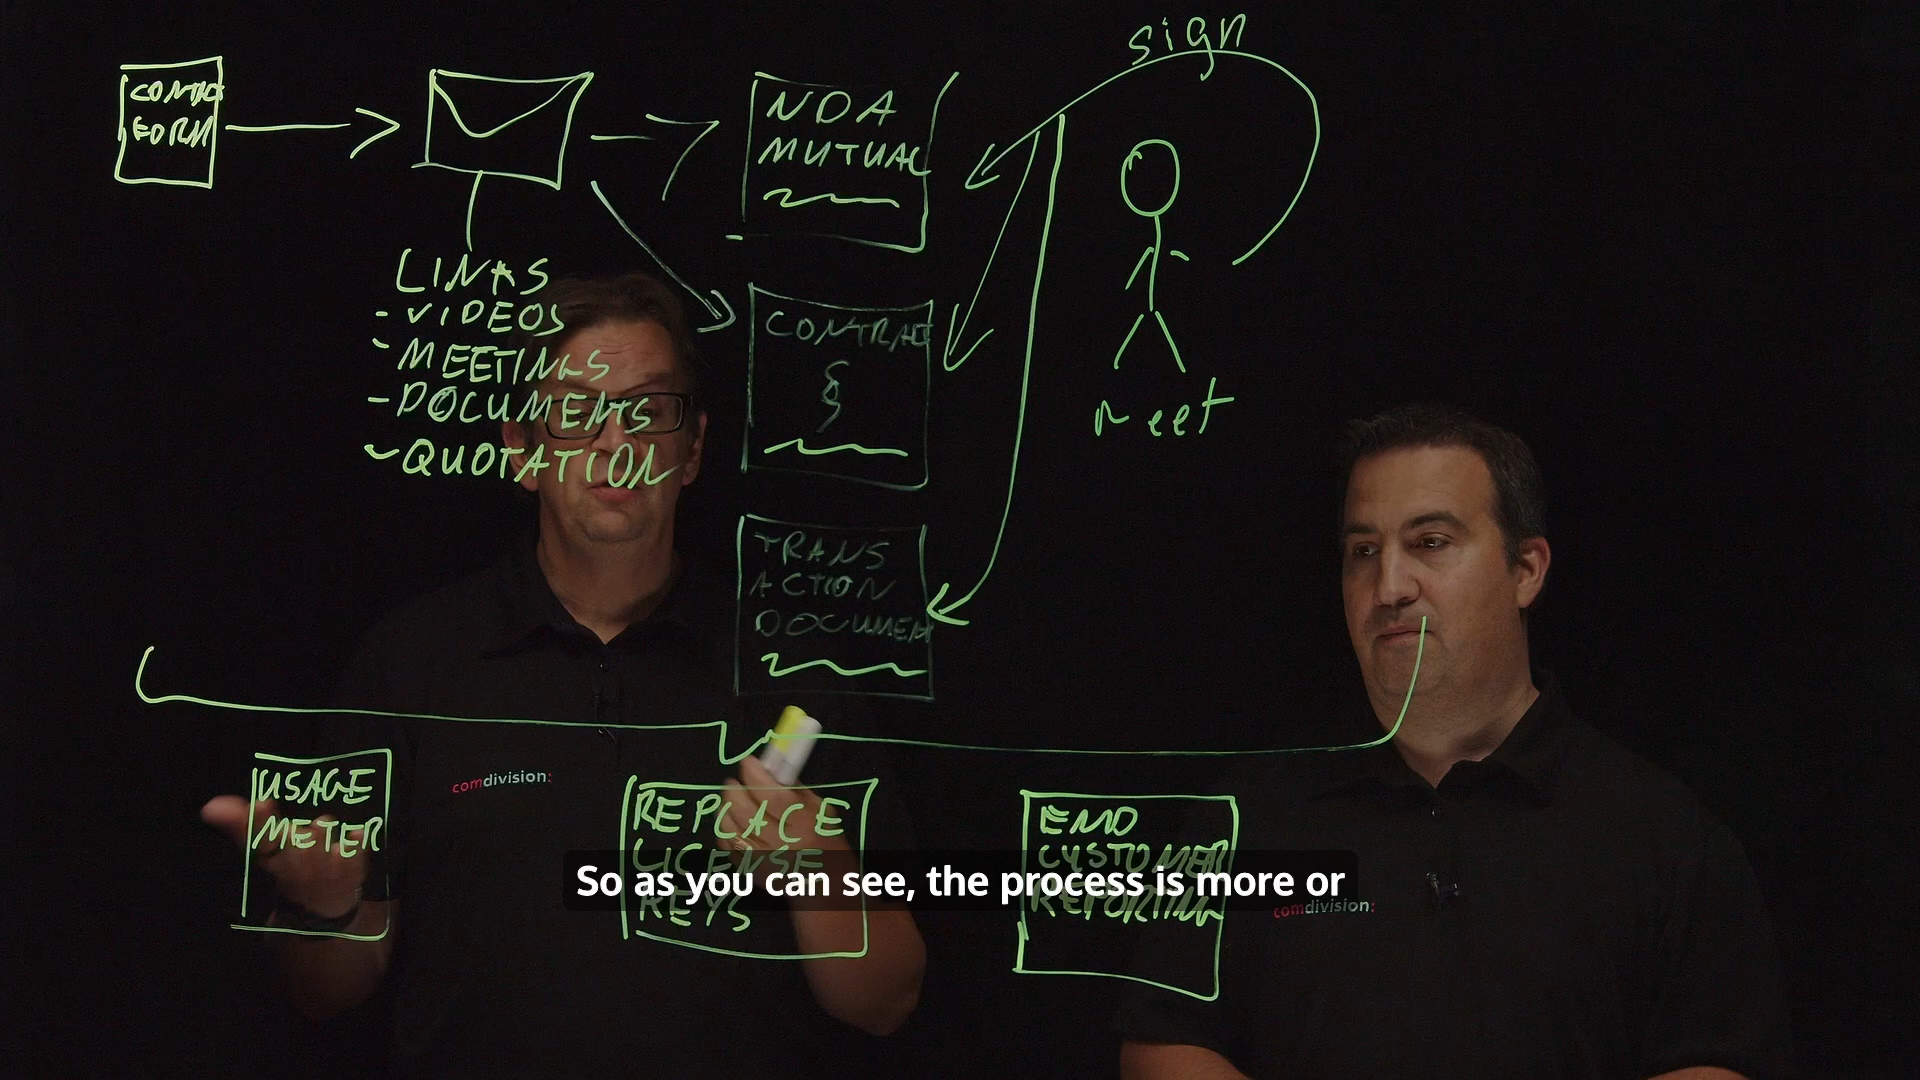 sign
CONTAC
FORM
NDA
MUTUAL
LINKS
- VIDEOS
- MEETINGS
- DOCUMENTS
- QUOTATION
CONTRACT
§
Meet
TRANS
ACTION
DOCUMENT
USAGE
METER
comdivision:
REPLACE
LICENSE
KEYS
END
CUSTOMER
REPORTING
comdivision:
So as you can see, the process is more or